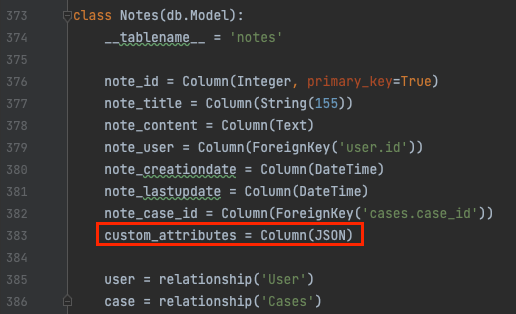 373 class Notes(db.Model):
374 __tablename__ = 'notes'
375
376 note_id = Column(Integer, primary_key=True)
377 note_title = Column(String(155))
378 note_content = Column(Text)
379 note_user = Column(ForeignKey('user.id'))
380 note_creationdate = Column(DateTime)
381 note_lastupdate = Column(DateTime)
382 note_case_id = Column(ForeignKey('cases.case_id'))
383 custom_attributes = Column(JSON)
384
385 user = relationship('User')
386 case = relationship('Cases')